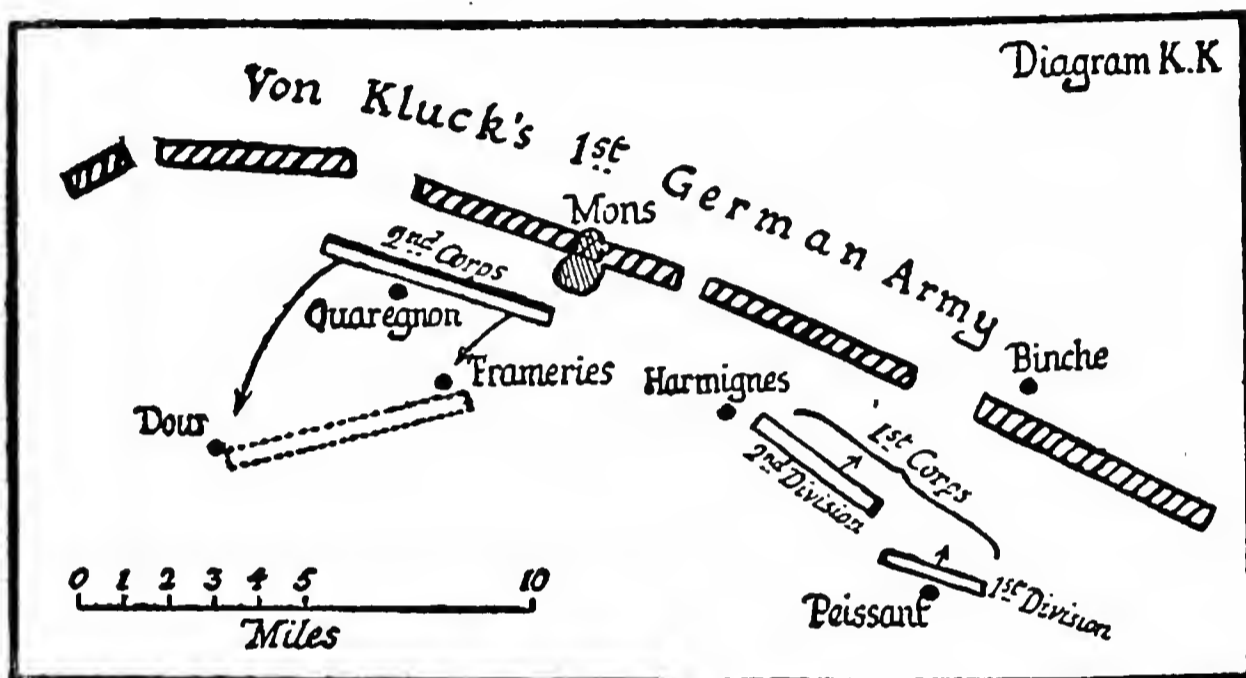 Diagram K.K
Von Kluck's 1st German Army
Mons
2nd Corps
Quaregnon
Binche
Frameries
Harmignes
Dour
1st Corps
2nd Division
0 1 2 3 4 5 10
Miles
1st Division
Peissant